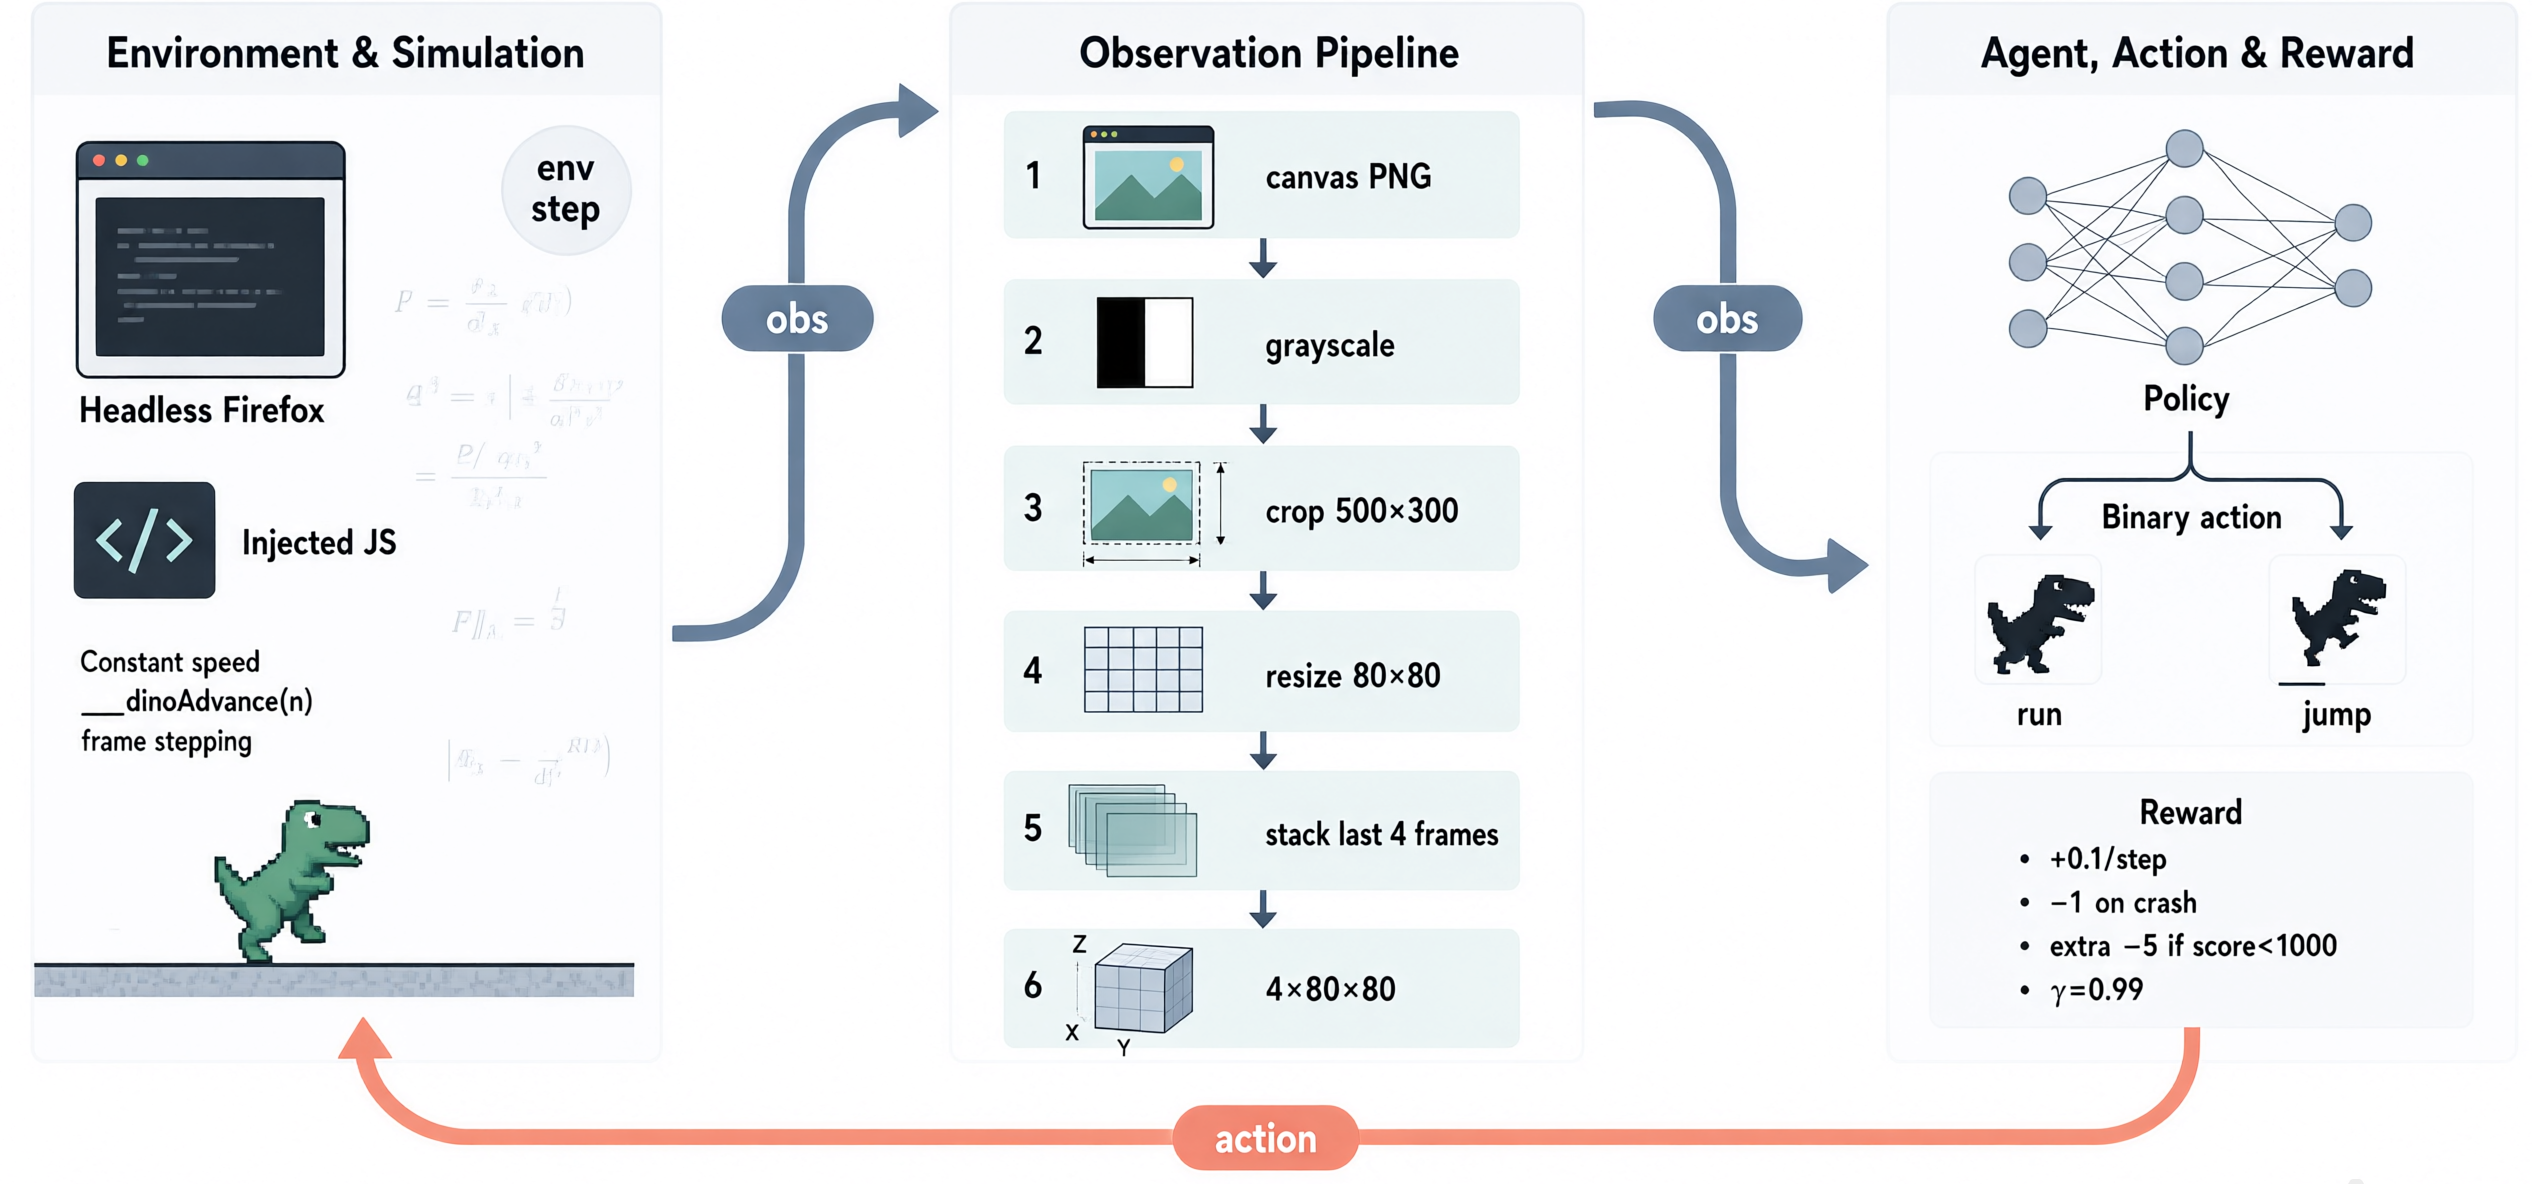 Environment & Simulation
env
step
Headless Firefox
</>
Injected JS
Constant speed
___dinoAdvance(n)
frame stepping
obs
Observation Pipeline
1
canvas PNG
2
grayscale
3
crop 500×300
4
resize 80×80
5
stack last 4 frames
6
Z
X
Y
4×80×80
obs
Agent, Action & Reward
Policy
Binary action
run
jump
Reward
• +0.1/step
• −1 on crash
• extra −5 if score<1000
• γ=0.99
action